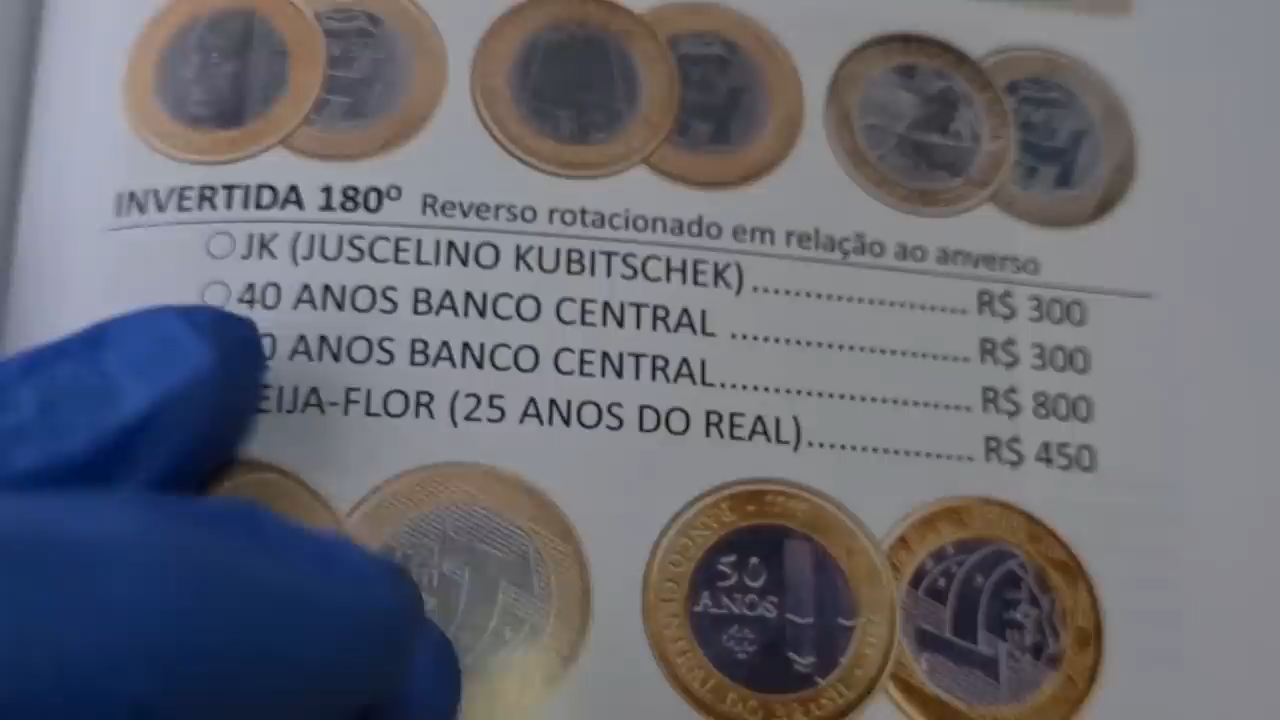 INVERTIDA 180º Reverso rotacionado em relação ao anverso
JK (JUSCELINO KUBITSCHEK) R$ 300
40 ANOS BANCO CENTRAL R$ 300
0 ANOS BANCO CENTRAL R$ 800
EIJA-FLOR (25 ANOS DO REAL) R$ 450
50
ANOS